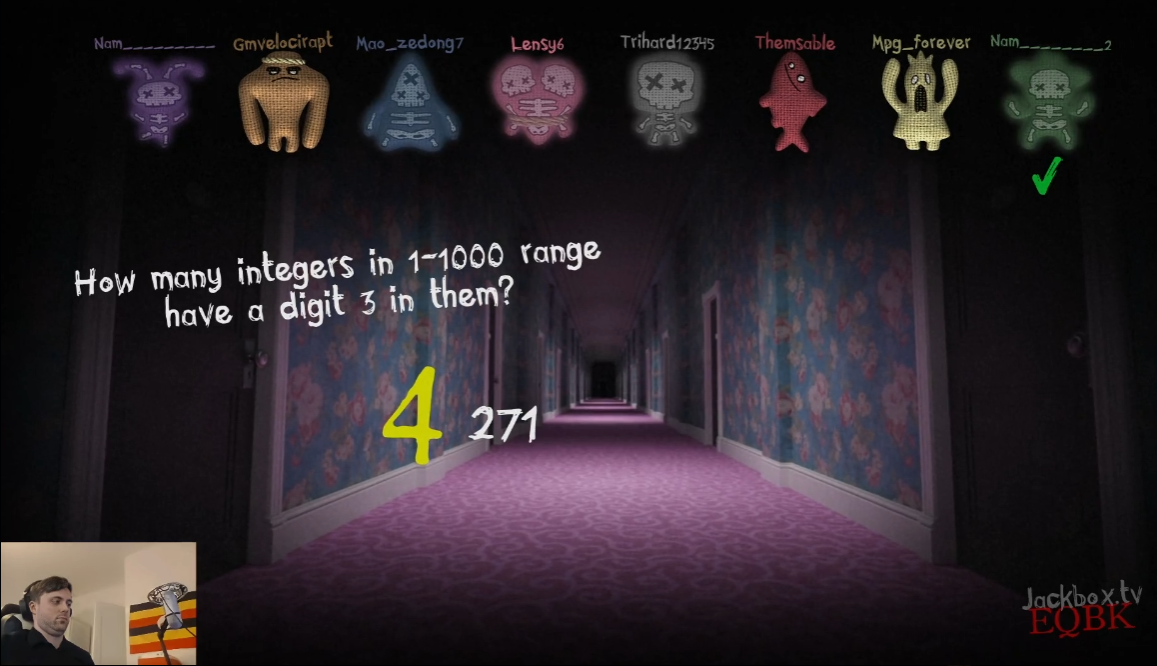 Nam_________ Gmvelocirapt Mao_zedong7 Lensy6 Trihard12345 Themsable Mpg_forever Nam________2
How many integers in 1-1000 range
have a digit 3 in them?
4 271
Jackbox.tv
EQBK